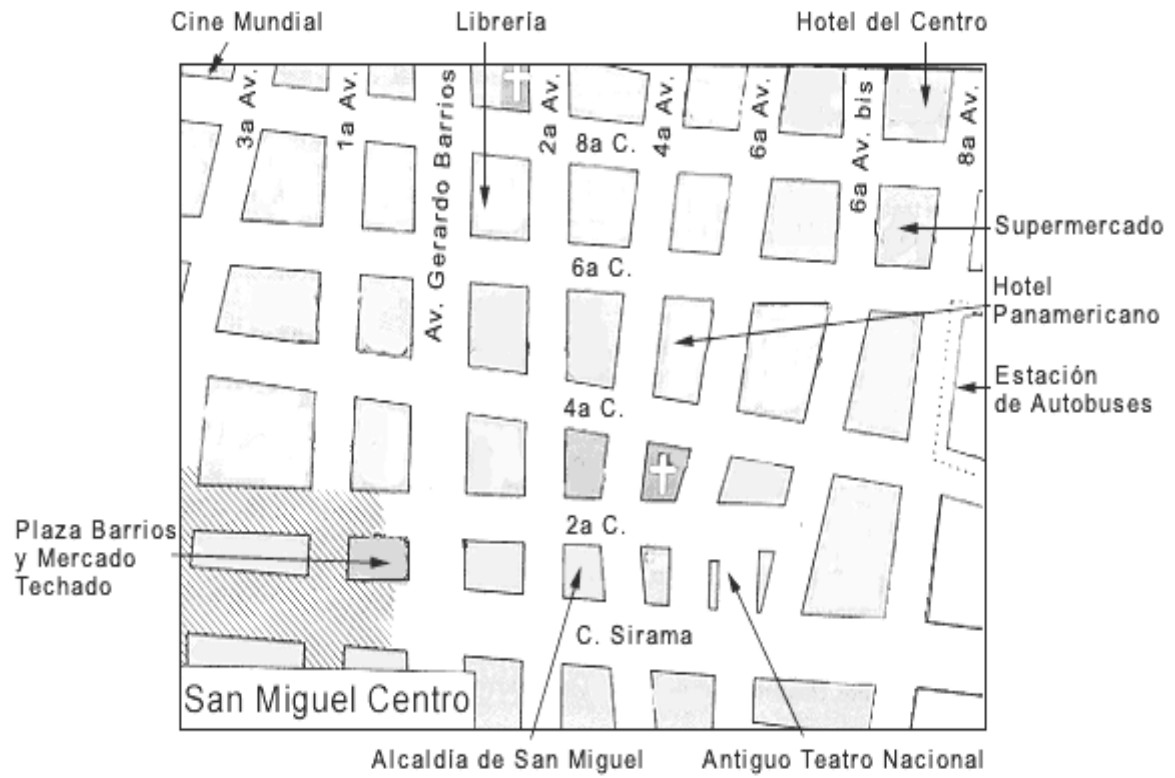 Cine Mundial
Librería
Hotel del Centro
3a Av.
1a Av.
Av. Gerardo Barrios
2a Av.
8a C.
4a Av.
6a Av.
6a Av. bis
8a Av.
Supermercado
6a C.
Hotel
Panamericano
Estación
de Autobuses
4a C.
2a C.
Plaza Barrios
y Mercado
Techado
C. Sirama
San Miguel Centro
Alcaldía de San Miguel
Antiguo Teatro Nacional